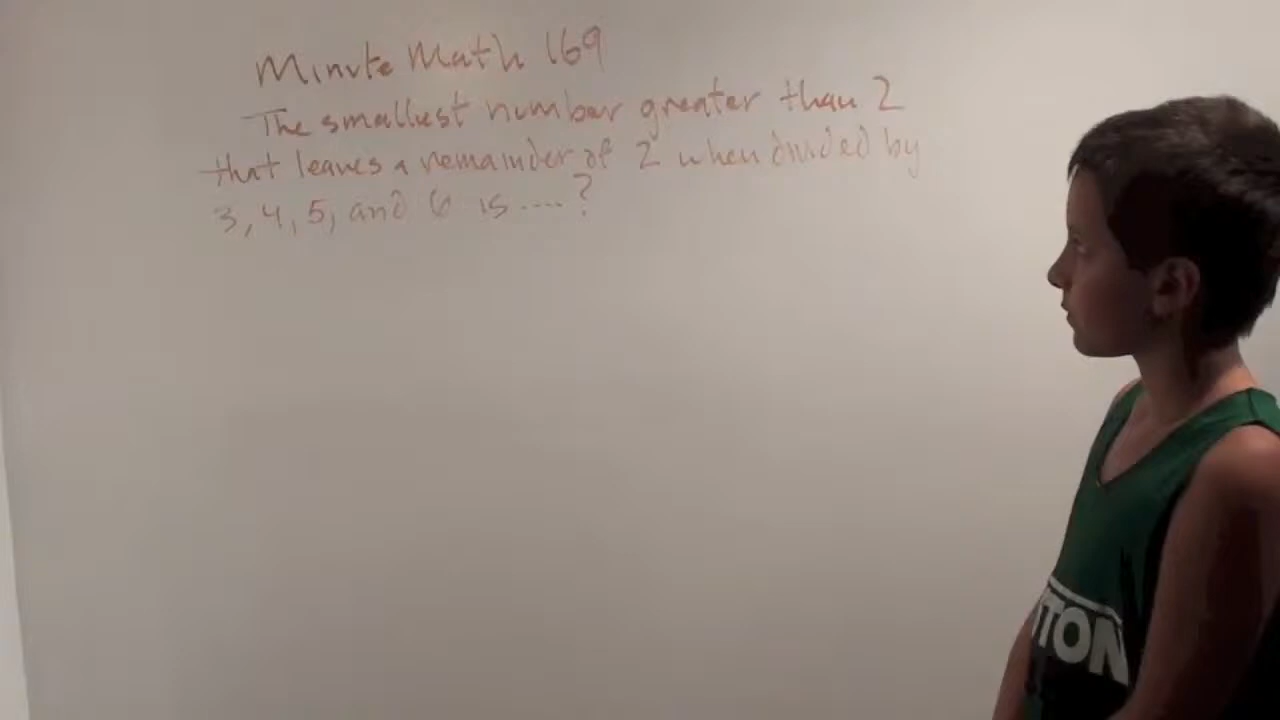 Minute Math 169
The smallest number greater than 2
that leaves a remainder of 2 when divided by
3, 4, 5, and 6 is ....?
TON